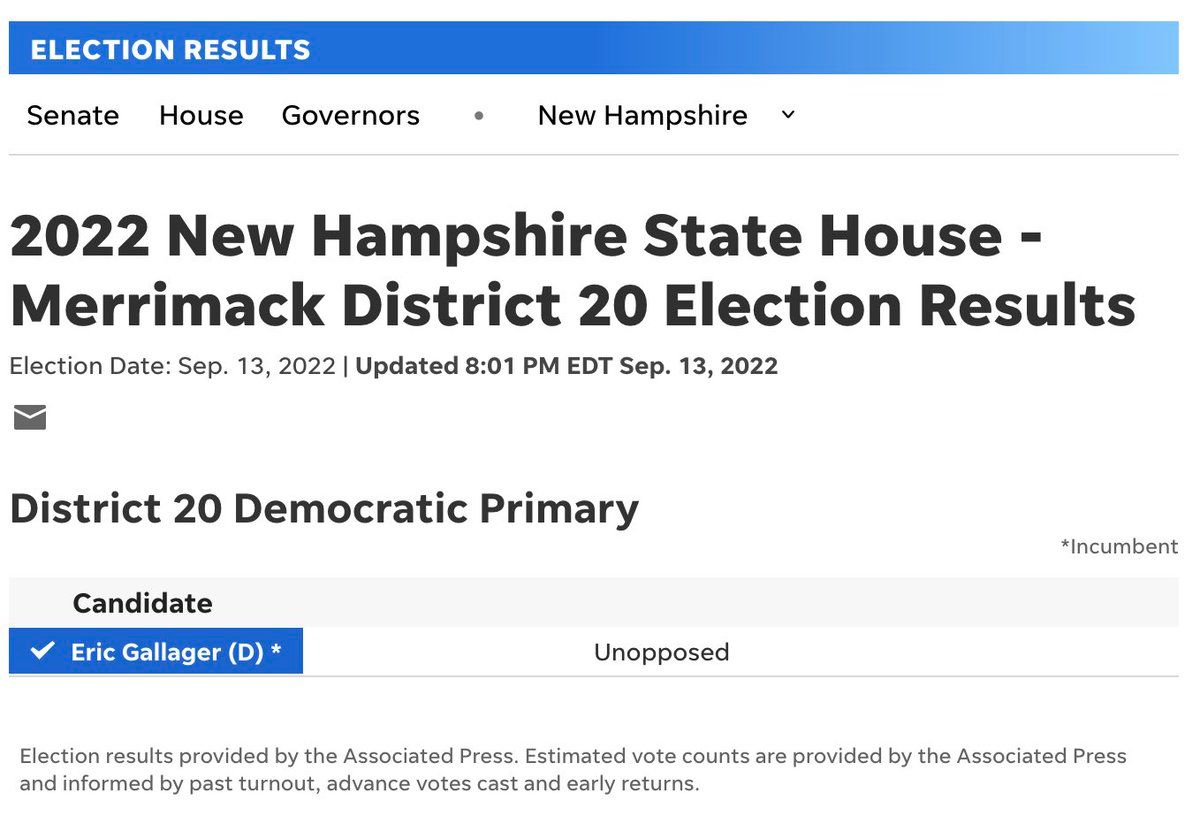 ELECTION RESULTS
Senate House Governors • New Hampshire
2022 New Hampshire State House -
Merrimack District 20 Election Results
Election Date: Sep. 13, 2022 | Updated 8:01 PM EDT Sep. 13, 2022
District 20 Democratic Primary
*Incumbent
Candidate
Eric Gallager (D) * Unopposed
Election results provided by the Associated Press. Estimated vote counts are provided by the Associated Press
and informed by past turnout, advance votes cast and early returns.